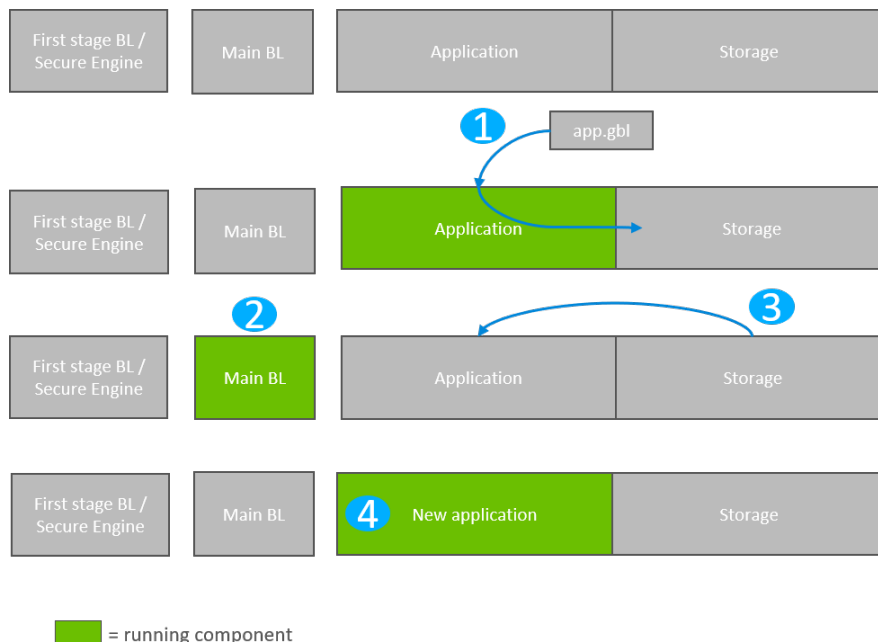 First stage BL /
Secure Engine
Main BL
Application
Storage
1
app.gbl
First stage BL /
Secure Engine
Main BL
Application
Storage
2
3
First stage BL /
Secure Engine
Main BL
Application
Storage
First stage BL /
Secure Engine
Main BL
4
New application
Storage
= running component